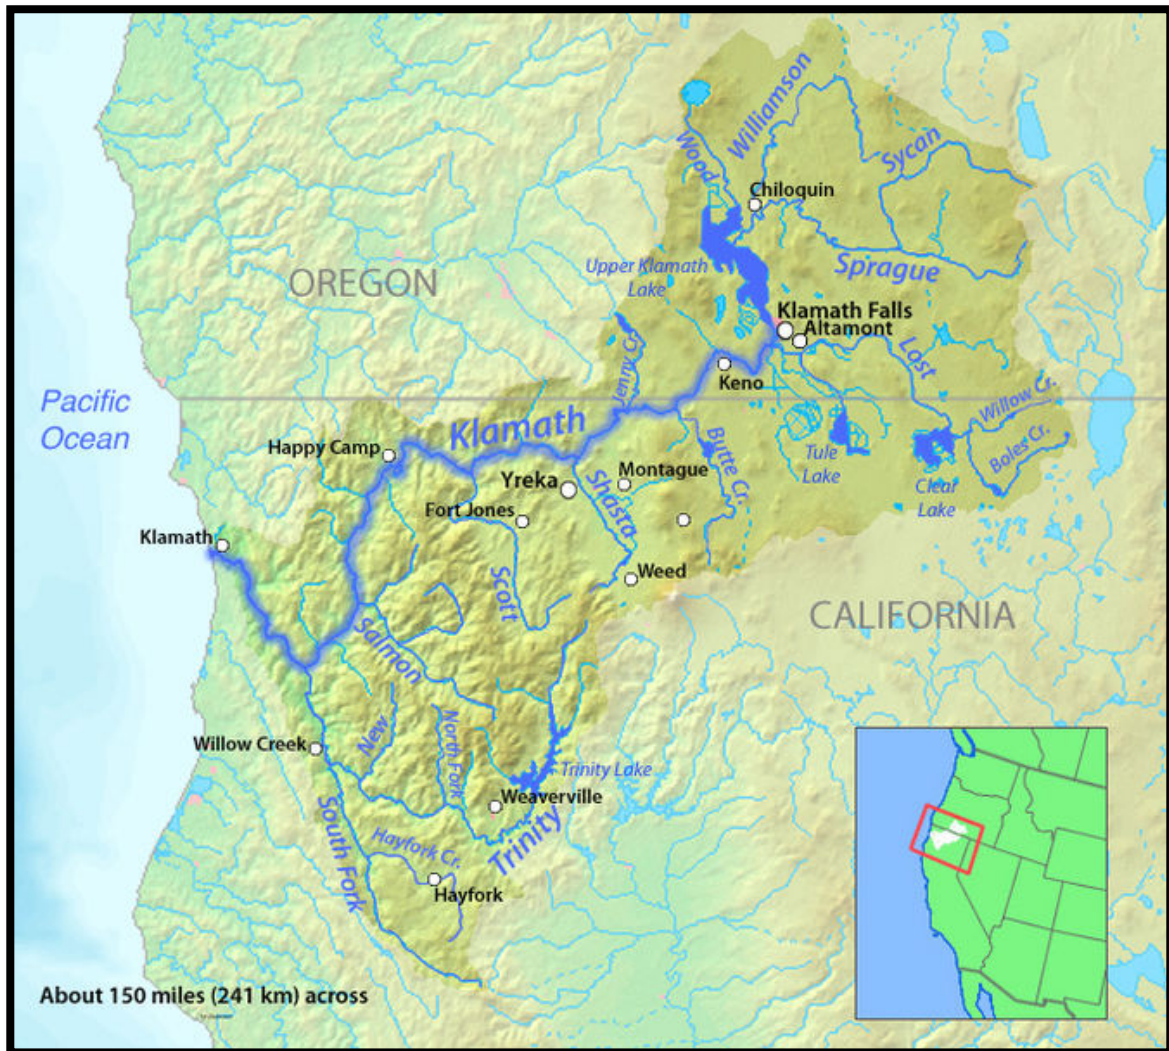 Williamson
Wood
Sycan
Chiloquin
Upper Klamath
Lake
Sprague
OREGON
Klamath Falls
Altamont
Jenny Cr.
Keno
Lost
Pacific
Ocean
Klamath
Willow Cr.
Boles Cr.
Happy Camp
Butte Cr.
Tule
Lake
Yreka
Montague
Shasta
Clear
Lake
Fort Jones
Klamath
Scott
Weed
CALIFORNIA
Salmon
New
North Fork
Willow Creek
Trinity Lake
Weaverville
South Fork
Trinity
Hayfork Cr.
Hayfork
About 150 miles (241 km) across